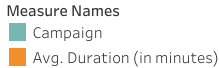 Measure Names
Campaign
Avg. Duration (in minutes)